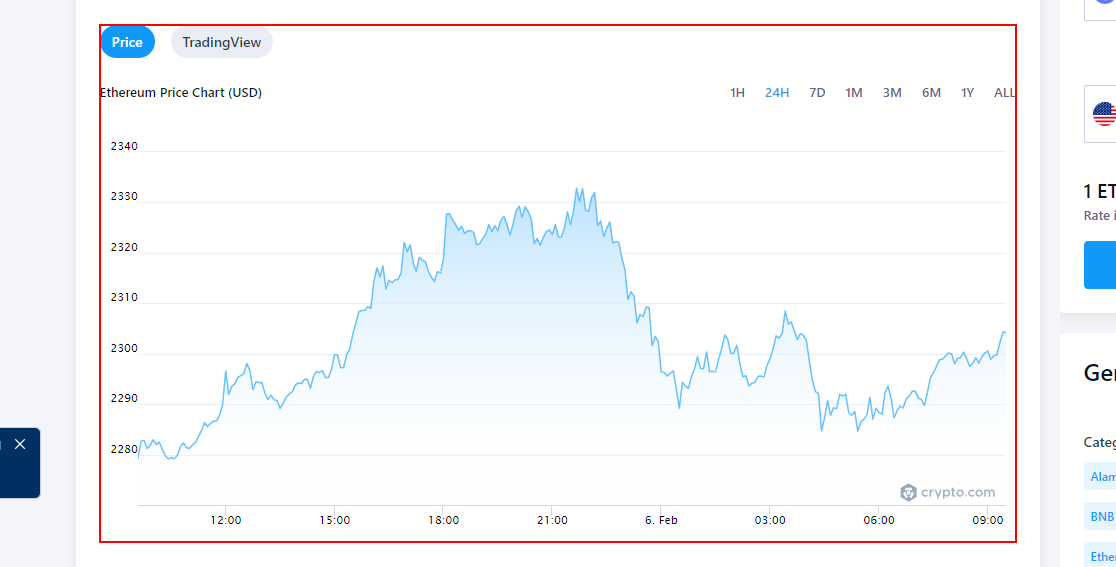 Price TradingView
Ethereum Price Chart (USD)
1H 24H 7D 1M 3M 6M 1Y ALL
2340
2330
2320
2310
2300
2290
2280
crypto.com
12:00 15:00 18:00 21:00 6. Feb 03:00 06:00 09:00
1 ET
Rate i
Ger
Categ
Alam
BNB
Ether